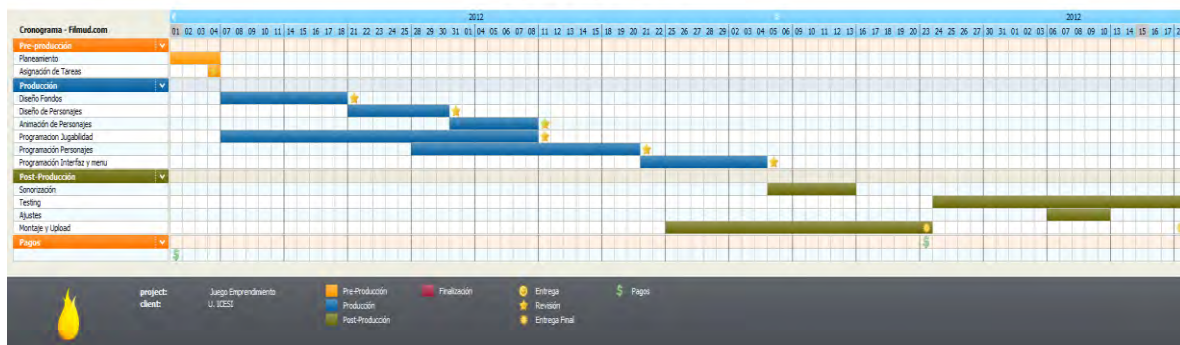 2012 2012
Cronograma - Filmud.com 01 02 03 04 07 08 09 10 11 14 15 16 17 18 21 22 23 24 25 28 29 30 31 01 04 05 06 07 08 11 12 13 14 15 18 19 20 21 22 25 26 27 28 29 02 03 04 05 06 09 10 11 12 13 16 17 18 19 20 23 24 25 26 27 30 31 01 02 03 06 07 08 09 10 13 14 15 16 17
Pre-producción
Planeamiento
Asignación de Tareas
Producción
Diseño Fondos
Diseño de Personajes
Animación de Personajes
Programacion Jugabilidad
Programación Personajes
Programación Interfaz y menu
Post-Producción
Sonorización
Testing
Ajustes
Montaje y Upload
Pagos
$
$
project: Juego Emprendimiento
client: U. ICESI
Pre-Producción
Producción
Post-Producción
Finalización
Entrega
Revisión
Entrega Final
$ Pagos